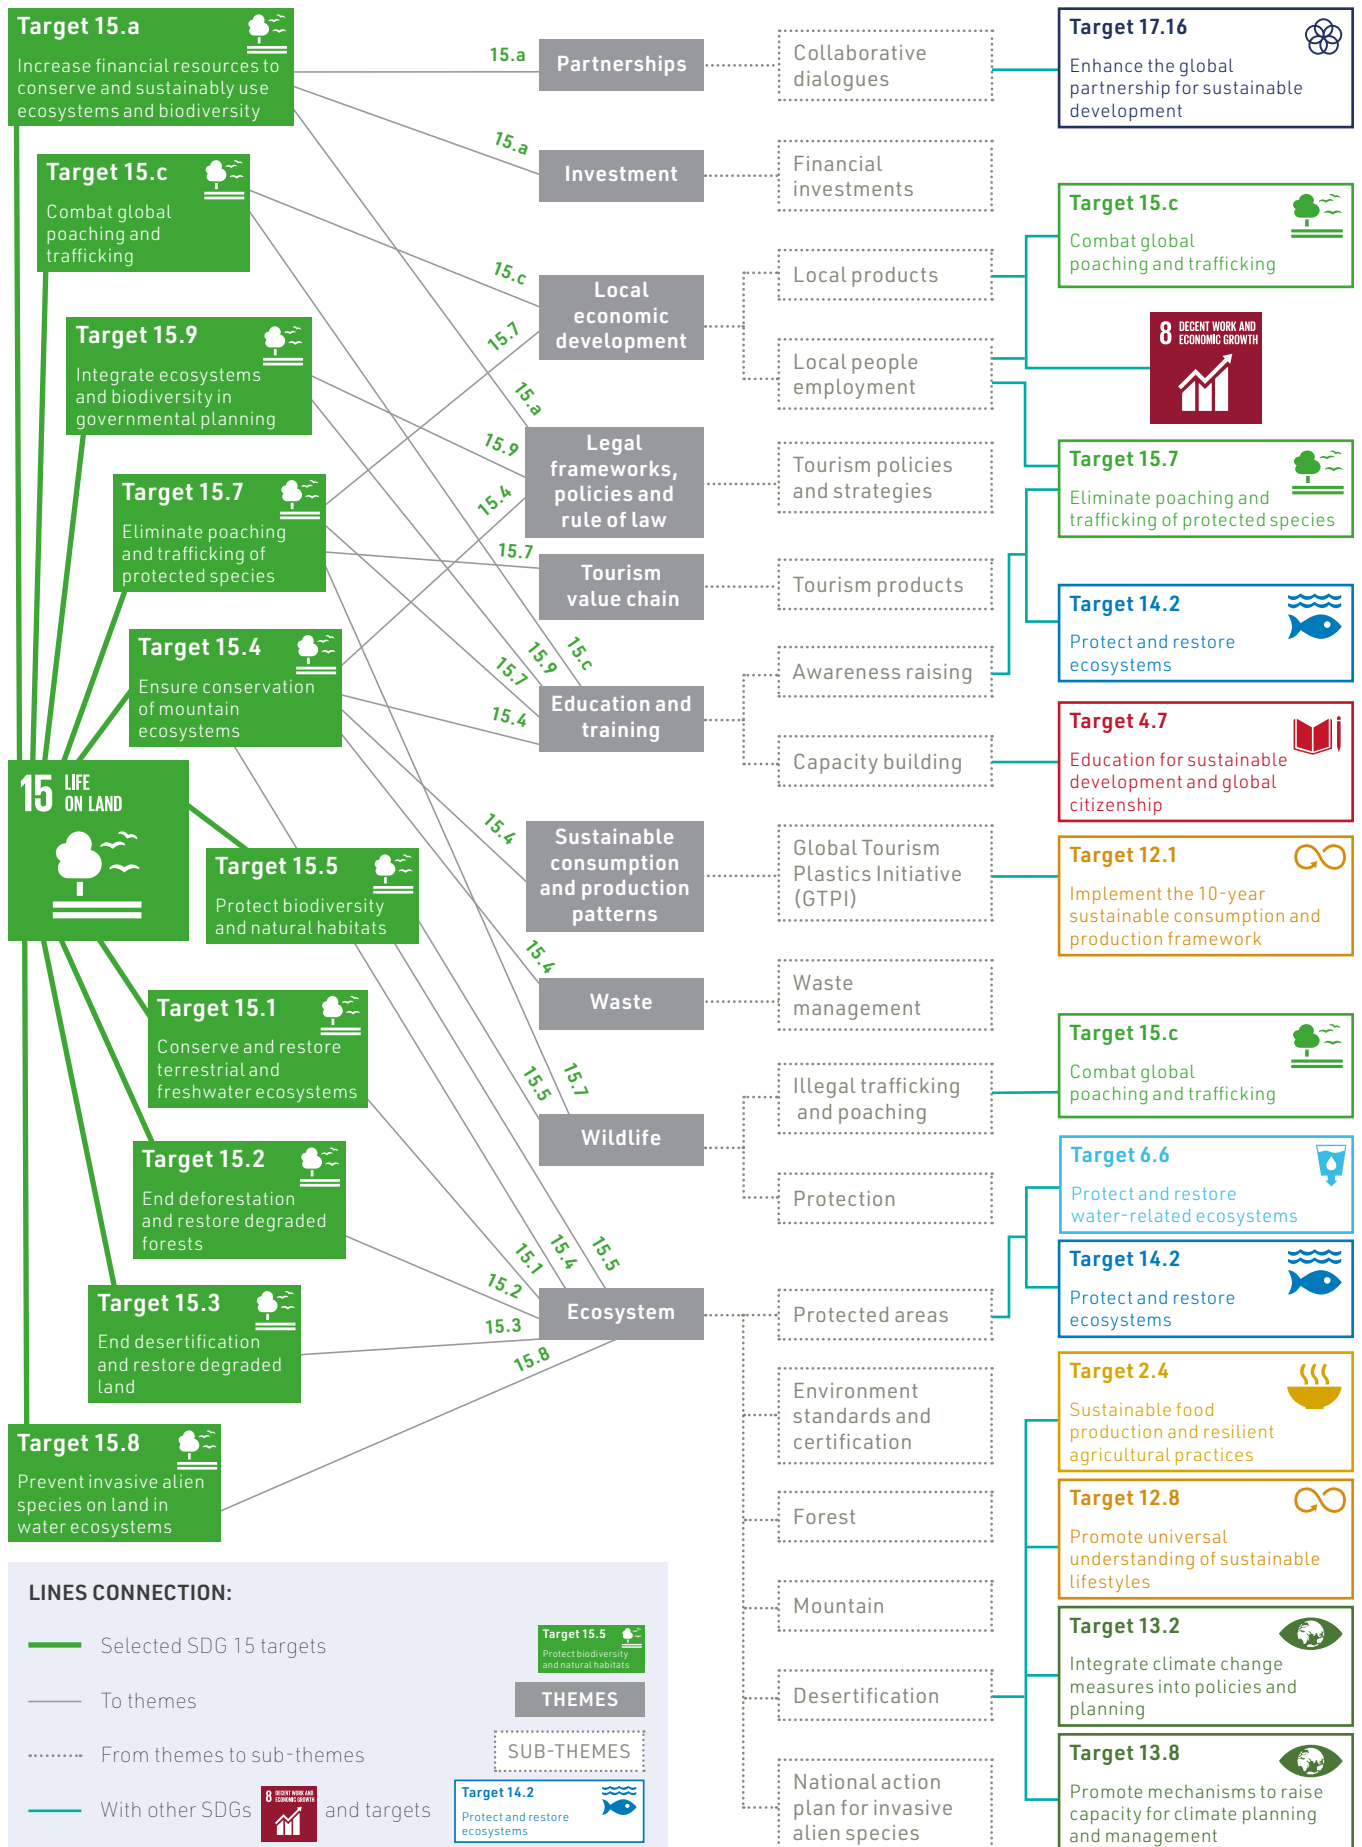 Target 15.a
Increase financial resources to
conserve and sustainably use
ecosystems and biodiversity
Target 15.c
Combat global
poaching and
trafficking
Target 15.9
Integrate ecosystems
and biodiversity in
governmental planning
Target 15.7
Eliminate poaching
and trafficking of
protected species
Target 15.4
Ensure conservation
of mountain
ecosystems
15 LIFE
ON LAND
Target 15.5
Protect biodiversity
and natural habitats
Target 15.1
Conserve and restore
terrestrial and
freshwater ecosystems
Target 15.2
End deforestation
and restore degraded
forests
Target 15.3
End desertification
and restore degraded
land
Target 15.8
Prevent invasive alien
species on land in
water ecosystems
15.a
15.a
15.c
15.7
15.a
15.9
15.4
15.7
15.c
15.9
15.7
15.4
15.4
15.4
15.5
15.7
15.1
15.4
15.5
15.2
15.3
15.8
Partnerships
Investment
Local
economic
development
Legal
frameworks,
policies and
rule of law
Tourism
value chain
Education and
training
Sustainable
consumption
and production
patterns
Waste
Wildlife
Ecosystem
Collaborative
dialogues
Financial
investments
Local products
Local people
employment
Tourism policies
and strategies
Tourism products
Awareness raising
Capacity building
Global Tourism
Plastics Initiative
(GTPI)
Waste
management
Illegal trafficking
and poaching
Protection
Protected areas
Environment
standards and
certification
Forest
Mountain
Desertification
National action
plan for invasive
alien species
Target 17.16
Enhance the global
partnership for sustainable
development
Target 15.c
Combat global
poaching and trafficking
8 DECENT WORK AND
ECONOMIC GROWTH
Target 15.7
Eliminate poaching and
trafficking of protected species
Target 14.2
Protect and restore
ecosystems
Target 4.7
Education for sustainable
development and global
citizenship
Target 12.1
Implement the 10-year
sustainable consumption and
production framework
Target 15.c
Combat global
poaching and trafficking
Target 6.6
Protect and restore
water-related ecosystems
Target 14.2
Protect and restore
ecosystems
Target 2.4
Sustainable food
production and resilient
agricultural practices
Target 12.8
Promote universal
understanding of sustainable
lifestyles
Target 13.2
Integrate climate change
measures into policies and
planning
Target 13.8
Promote mechanisms to raise
capacity for climate planning
and management
LINES CONNECTION:
Selected SDG 15 targets
Target 15.5
Protect biodiversity
and natural habitats
To themes
THEMES
From themes to sub-themes
SUB-THEMES
With other SDGs
8 DECENT WORK AND
ECONOMIC GROWTH
and targets
Target 14.2
Protect and restore
ecosystems